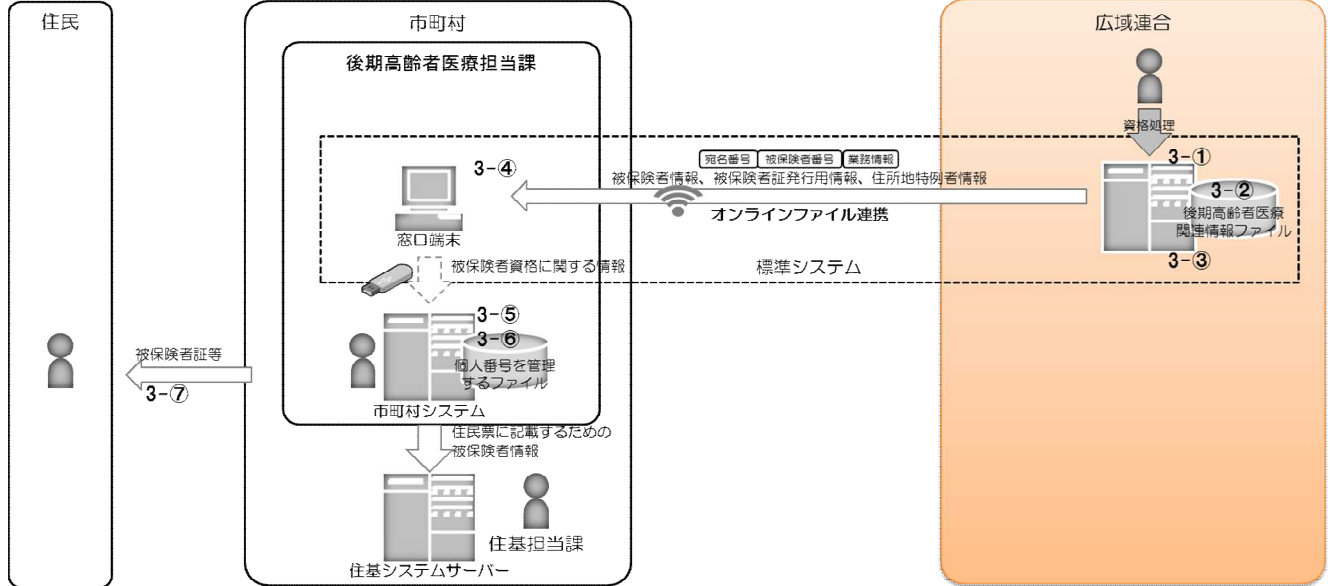 住民
市町村
広域連合
後期高齢者医療担当課
資格処理
宛名番号 被保険者番号 業務情報
3-④
3-①
被保険者情報、被保険者証発行用情報、住所地特例者情報
3-②
オンラインファイル連携
後期高齢者医療
関連情報ファイル
窓口端末
3-③
被保険者資格に関する情報
標準システム
3-⑤
3-⑥
被保険者証等
個人番号を管理
するファイル
3-⑦
市町村システム
住民票に記載するための
被保険者情報
住基担当課
住基システムサーバー